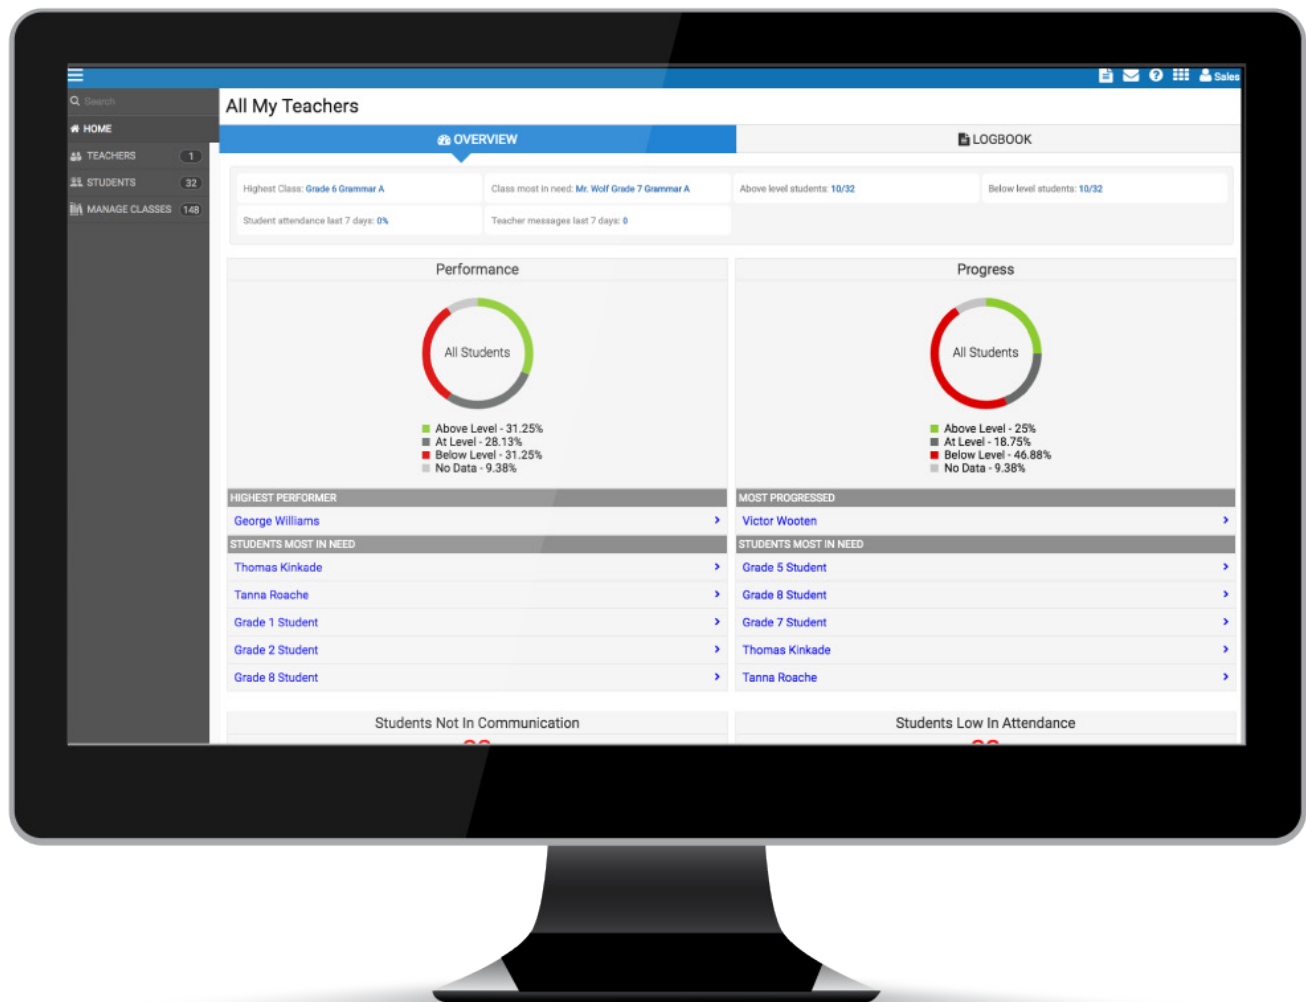 Sales
Search
HOME
TEACHERS 1
STUDENTS 32
MANAGE CLASSES 148
All My Teachers
OVERVIEW
LOGBOOK
Highest Class: Grade 6 Grammar A
Class most in need: Mr. Wolf Grade 7 Grammar A
Above level students: 10/32
Below level students: 10/32
Student attendance last 7 days: 0%
Teacher messages last 7 days: 0
Performance
All Students
Above Level - 31.25%
At Level - 28.13%
Below Level - 31.25%
No Data - 9.38%
HIGHEST PERFORMER
George Williams
STUDENTS MOST IN NEED
Thomas Kinkade
Tanna Roache
Grade 1 Student
Grade 2 Student
Grade 8 Student
Progress
All Students
Above Level - 25%
At Level - 18.75%
Below Level - 46.88%
No Data - 9.38%
MOST PROGRESSED
Victor Wooten
STUDENTS MOST IN NEED
Grade 5 Student
Grade 8 Student
Grade 7 Student
Thomas Kinkade
Tanna Roache
Students Not In Communication
Students Low In Attendance